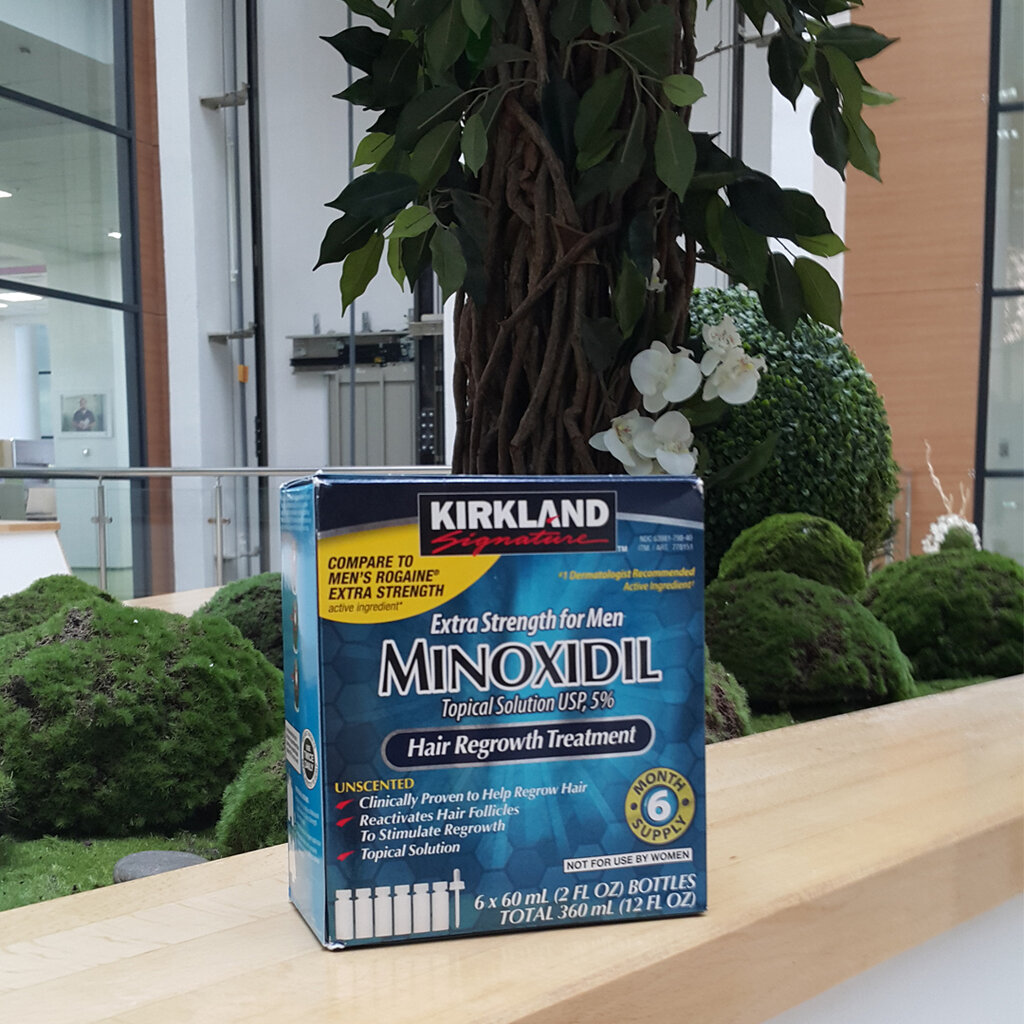 KIRKLAND
Signature™
COMPARE TO
MEN'S ROGAINE®
EXTRA STRENGTH
active ingredient*
#1 Dermatologist Recommended
Active Ingredient†
Extra Strength for Men
MINOXIDIL
Topical Solution USP, 5%
Hair Regrowth Treatment
UNSCENTED
Clinically Proven to Help Regrow Hair
Reactivates Hair Follicles
To Stimulate Regrowth
Topical Solution
MONTH
6
SUPPLY
NOT FOR USE BY WOMEN
6 x 60 mL (2 FL OZ) BOTTLES
TOTAL 360 mL (12 FL OZ)